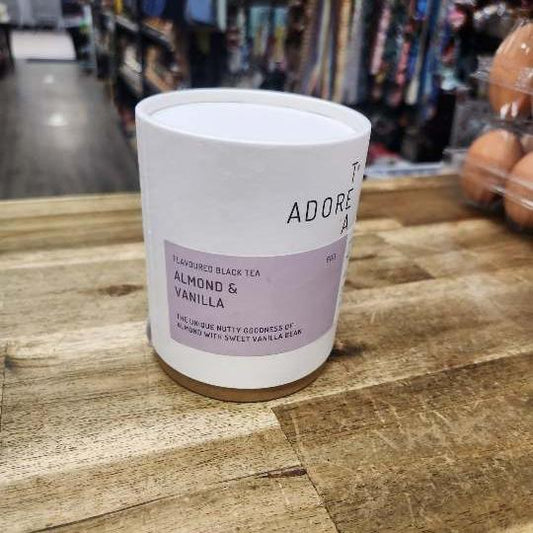 T
ADORE
A
FLAVOURED BLACK TEA
ALMOND &
VANILLA
THE UNIQUE NUTTY GOODNESS OF
ALMOND WITH SWEET VANILLA BEAN